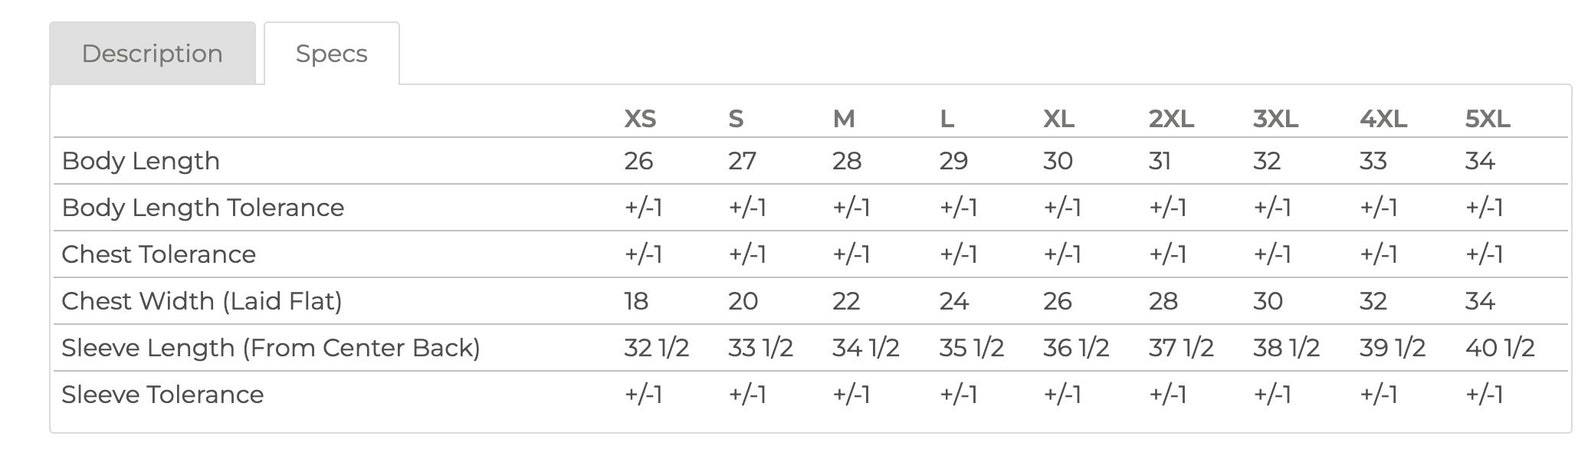 Description Specs
XS S M L XL 2XL 3XL 4XL 5XL
Body Length 26 27 28 29 30 31 32 33 34
Body Length Tolerance +/-1 +/-1 +/-1 +/-1 +/-1 +/-1 +/-1 +/-1 +/-1
Chest Tolerance +/-1 +/-1 +/-1 +/-1 +/-1 +/-1 +/-1 +/-1 +/-1
Chest Width (Laid Flat) 18 20 22 24 26 28 30 32 34
Sleeve Length (From Center Back) 32 1/2 33 1/2 34 1/2 35 1/2 36 1/2 37 1/2 38 1/2 39 1/2 40 1/2
Sleeve Tolerance +/-1 +/-1 +/-1 +/-1 +/-1 +/-1 +/-1 +/-1 +/-1